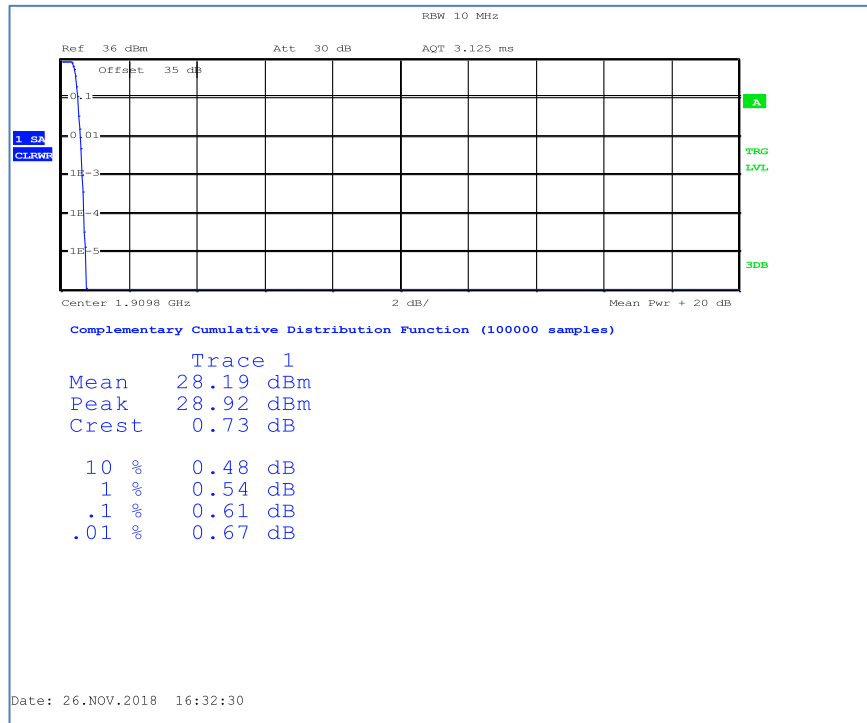 RBW 10 MHz
Ref 36 dBm Att 30 dB AQT 3.125 ms
Offset 35 dB
0.1
A
0.01
1 SA
CLRWR
TRG
LVL
1E-3
1E-4
1E-5
3DB
Center 1.9098 GHz 2 dB/ Mean Pwr + 20 dB
Complementary Cumulative Distribution Function (100000 samples)
Trace 1
Mean 28.19 dBm
Peak 28.92 dBm
Crest 0.73 dB
10 % 0.48 dB
1 % 0.54 dB
.1 % 0.61 dB
.01 % 0.67 dB
Date: 26.NOV.2018 16:32:30